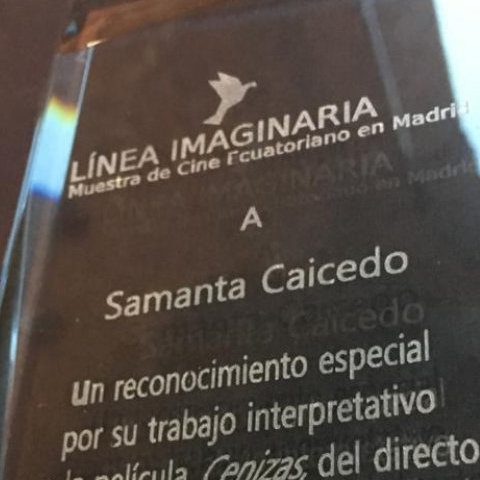 LÍNEA IMAGINARIA
Muestra de Cine Ecuatoriano en Madrid
A
Samanta Caicedo
Un reconocimiento especial
por su trabajo interpretativo
la película Cenizas, del directo